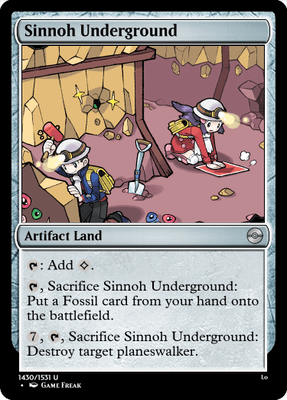 Sinnoh Underground
Artifact Land
: Add .
, Sacrifice Sinnoh Underground:
Put a Fossil card from your hand onto
the battlefield.
7, , Sacrifice Sinnoh Underground:
Destroy target planeswalker.
1430/1531 U
Lo
• GAME FREAK